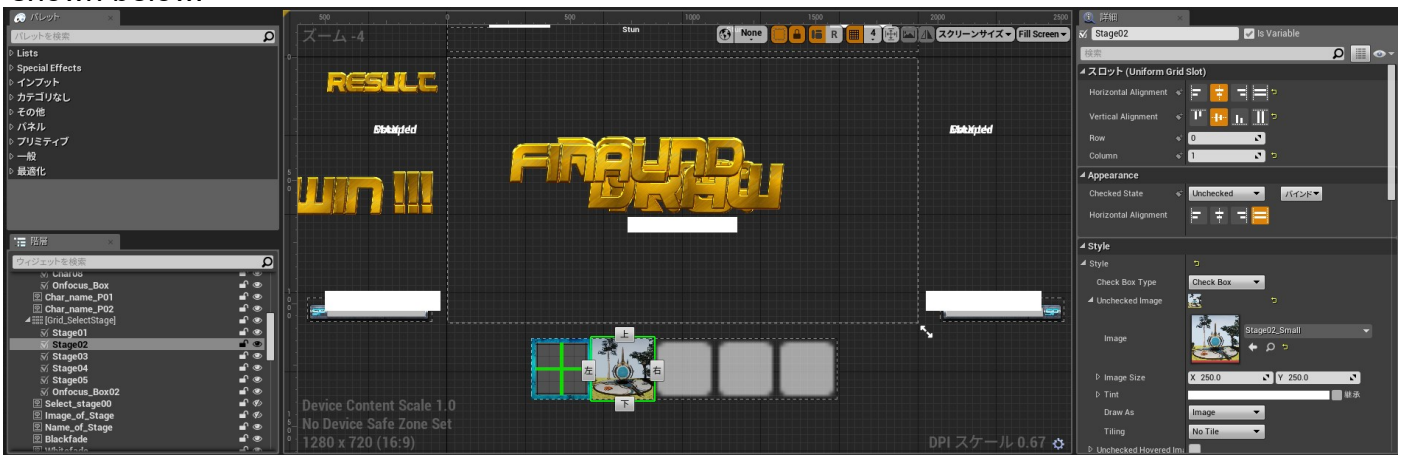 shown below.
パレット
パレットを検索
Lists
Special Effects
インプット
カテゴリなし
その他
パネル
プリミティブ
一般
最適化
階層
ウィジェットを検索
Char08
Onfocus_Box
Char_name_P01
Char_name_P02
[Grid_SelectStage]
Stage01
Stage02
Stage03
Stage04
Stage05
Onfocus_Box02
Select_stage00
Image_of_Stage
Name_of_Stage
Blackfade
Whitefade
500 0 500 1000 1500 2000 2500
ズーム -4
Stun
None R 4 スクリーンサイズ Fill Screen
RESULT
WIN !!!
DRAW
上
左 右
下
Device Content Scale 1.0
No Device Safe Zone Set
1280 x 720 (16:9)
DPI スケール 0.67
詳細
Stage02 Is Variable
検索
スロット (Uniform Grid Slot)
Horizontal Alignment
Vertical Alignment
Row 0
Column 1
Appearance
Checked State Unchecked バインド
Horizontal Alignment
Style
Style
Check Box Type Check Box
Unchecked Image
Image Stage02_Small
Image Size X 250.0 Y 250.0
Tint 継承
Draw As Image
Tiling No Tile
Unchecked Hovered Im